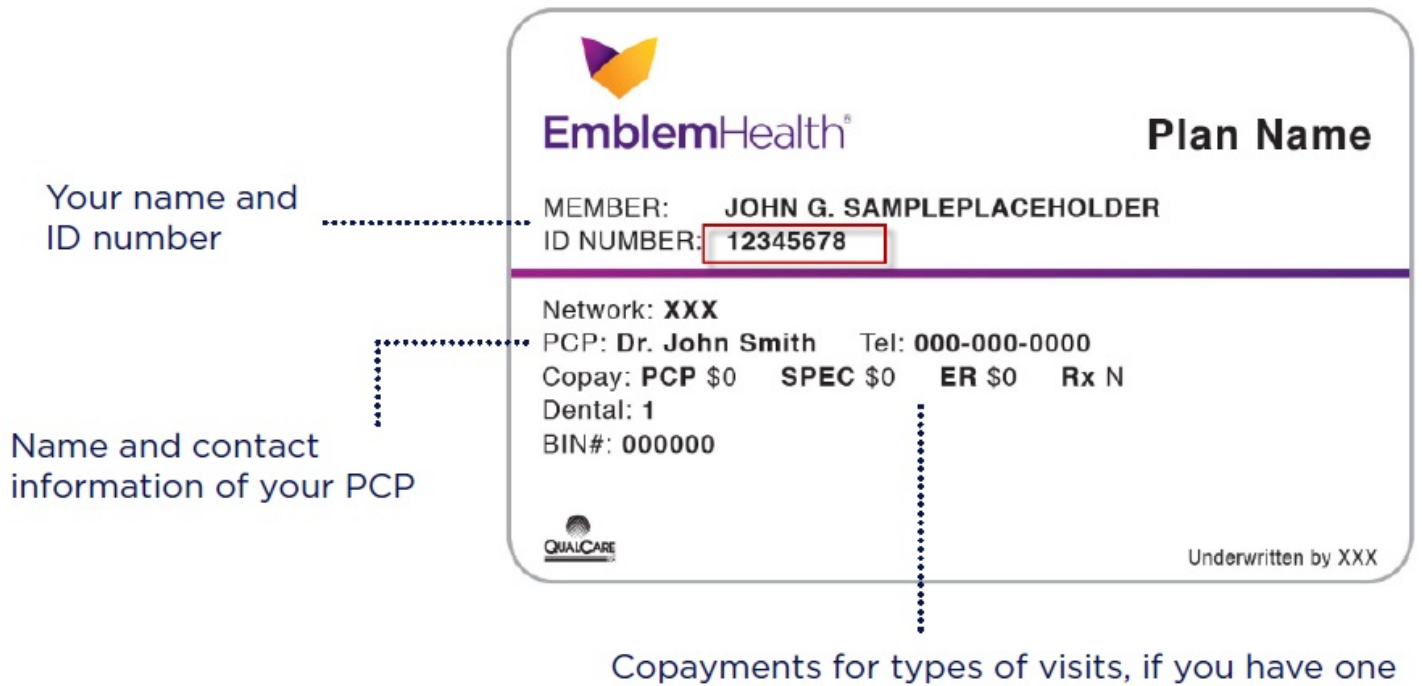 EmblemHealth®
Plan Name
Your name and
ID number
MEMBER: JOHN G. SAMPLEPLACEHOLDER
ID NUMBER: 12345678
Network: XXX
PCP: Dr. John Smith Tel: 000-000-0000
Copay: PCP $0 SPEC $0 ER $0 Rx N
Dental: 1
BIN#: 000000
Name and contact
information of your PCP
QUALCARE
Underwritten by XXX
Copayments for types of visits, if you have one